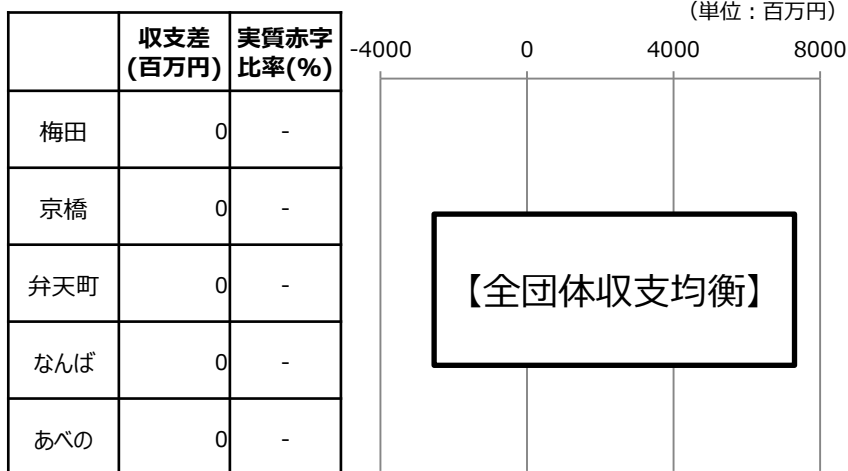 （単位：百万円）
収支差
(百万円)
実質赤字
比率(%)
-4000 0 4000 8000
梅田 0 -
京橋 0 -
弁天町 0 -
なんば 0 -
あべの 0 -
【全団体収支均衡】